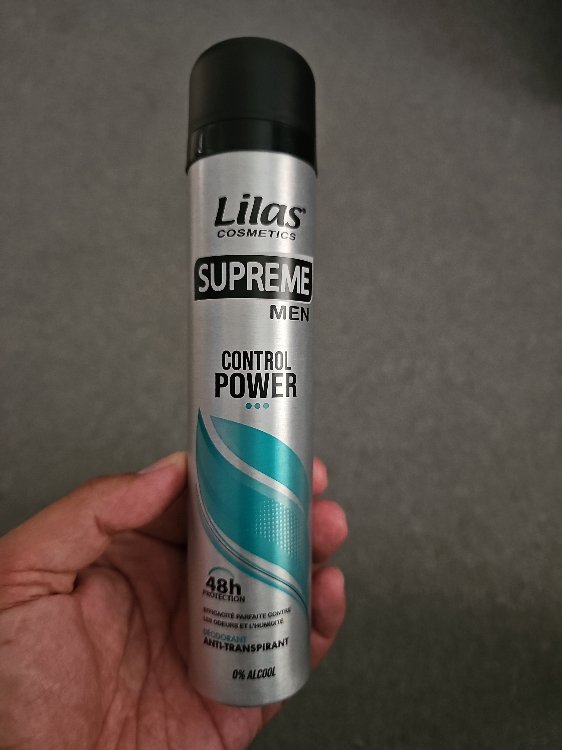 Lilas®
COSMETICS
SUPREME
MEN
CONTROL
POWER
48h
PROTECTION
EFFICACITÉ PARFAITE CONTRE
LES ODEURS ET L'HUMIDITÉ
DÉODORANT
ANTI-TRANSPIRANT
0% ALCOOL